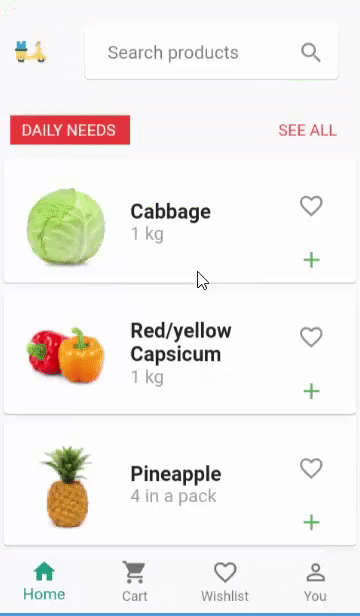 Search products
DAILY NEEDS
SEE ALL
Cabbage
1 kg
Red/yellow
Capsicum
1 kg
Pineapple
4 in a pack
Home
Cart
Wishlist
You